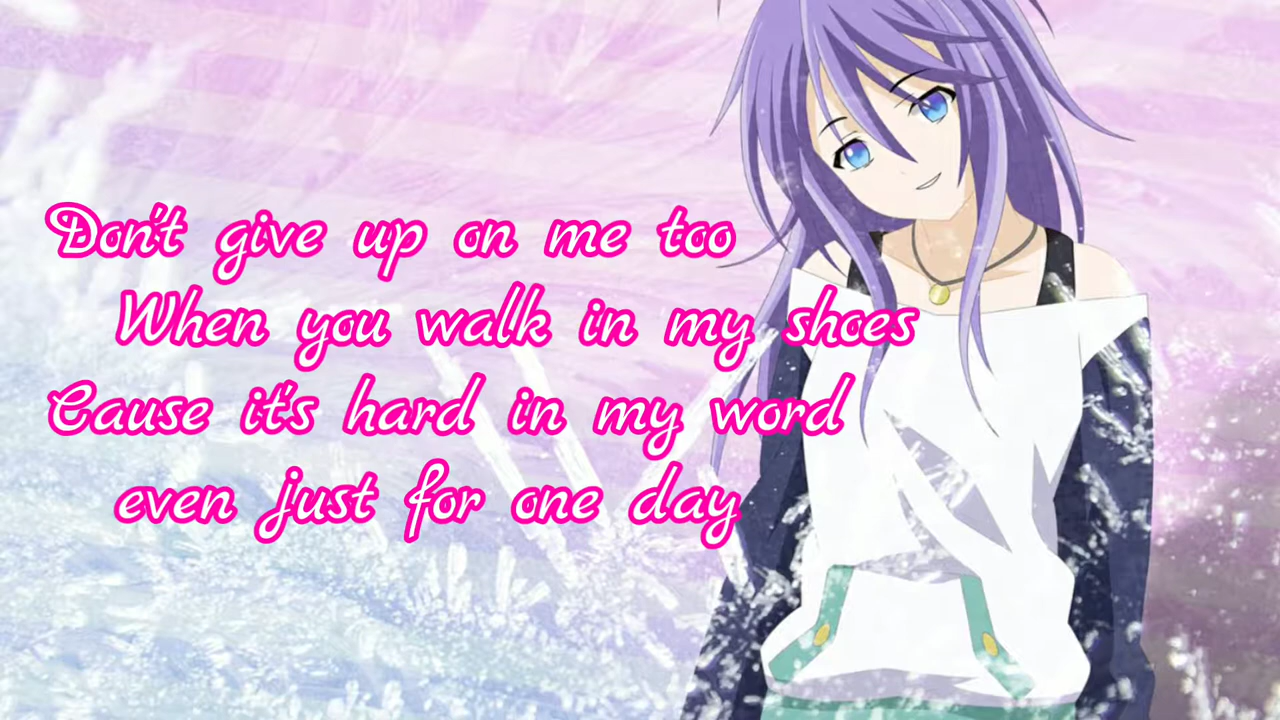 Don't give up on me too
When you walk in my shoes
Cause it's hard in my word
even just for one day